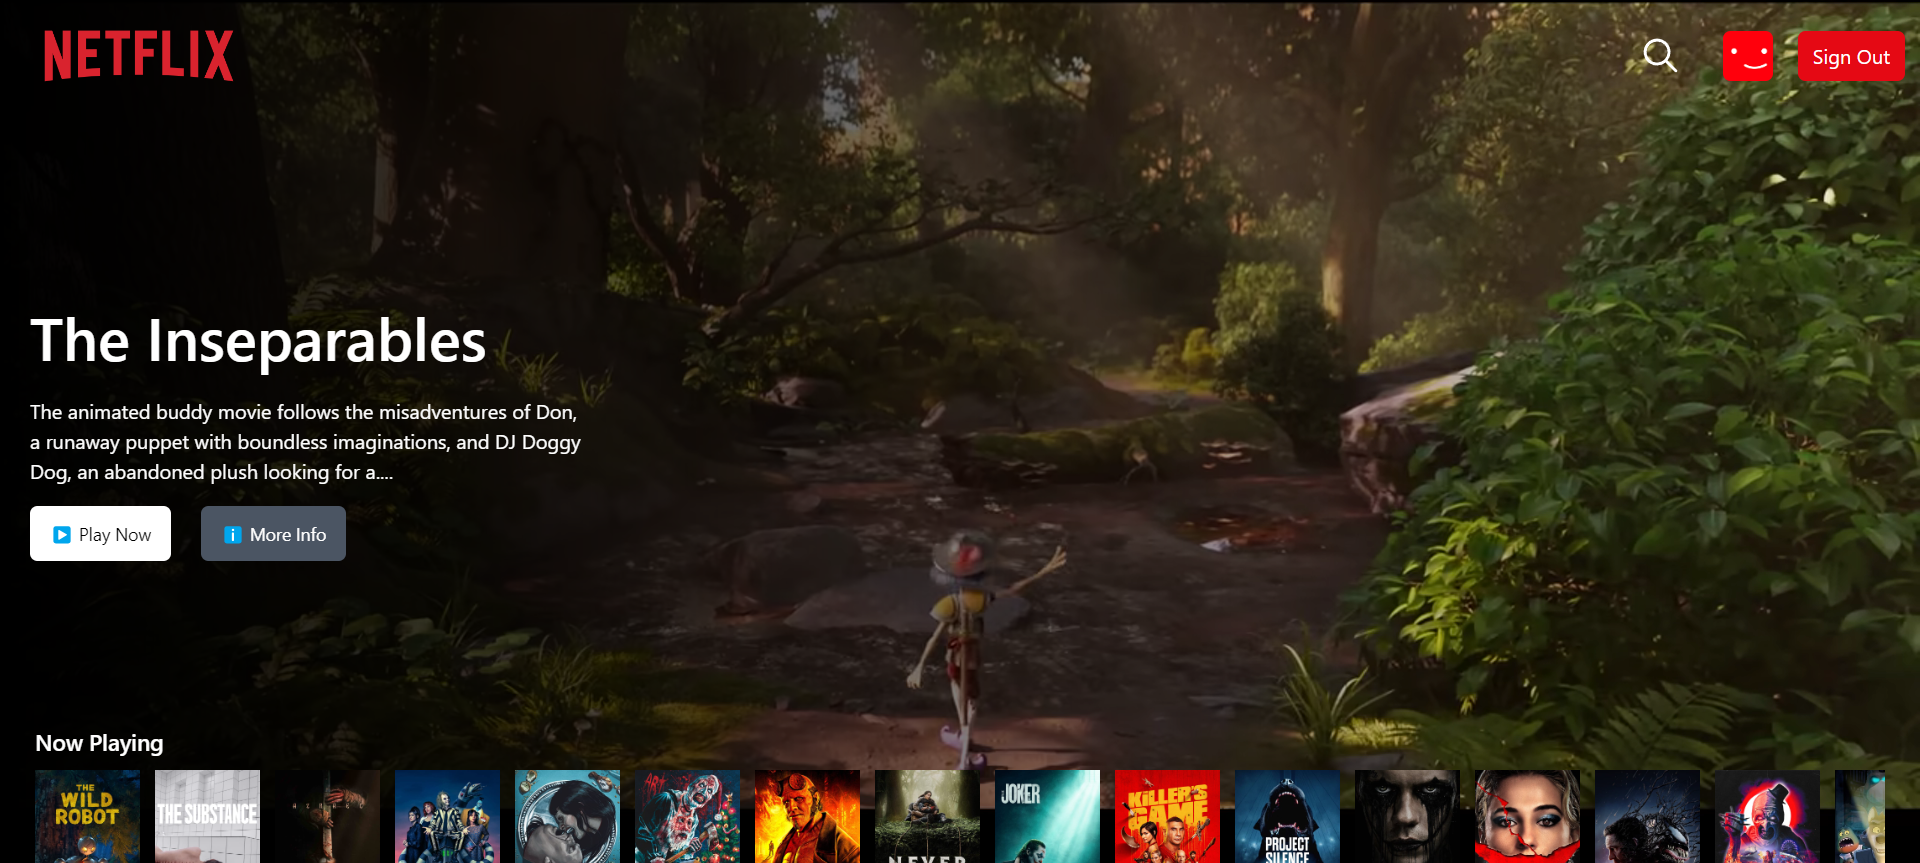 NETFLIX
Sign Out
The Inseparables
The animated buddy movie follows the misadventures of Don,
a runaway puppet with boundless imaginations, and DJ Doggy
Dog, an abandoned plush looking for a....
Play Now
More Info
Now Playing
THE
WILD
ROBOT
THE SUBSTANCE
AZRAEL
NEVER
JOKER
KILLER'S
GAME
PROJECT
SILENCE